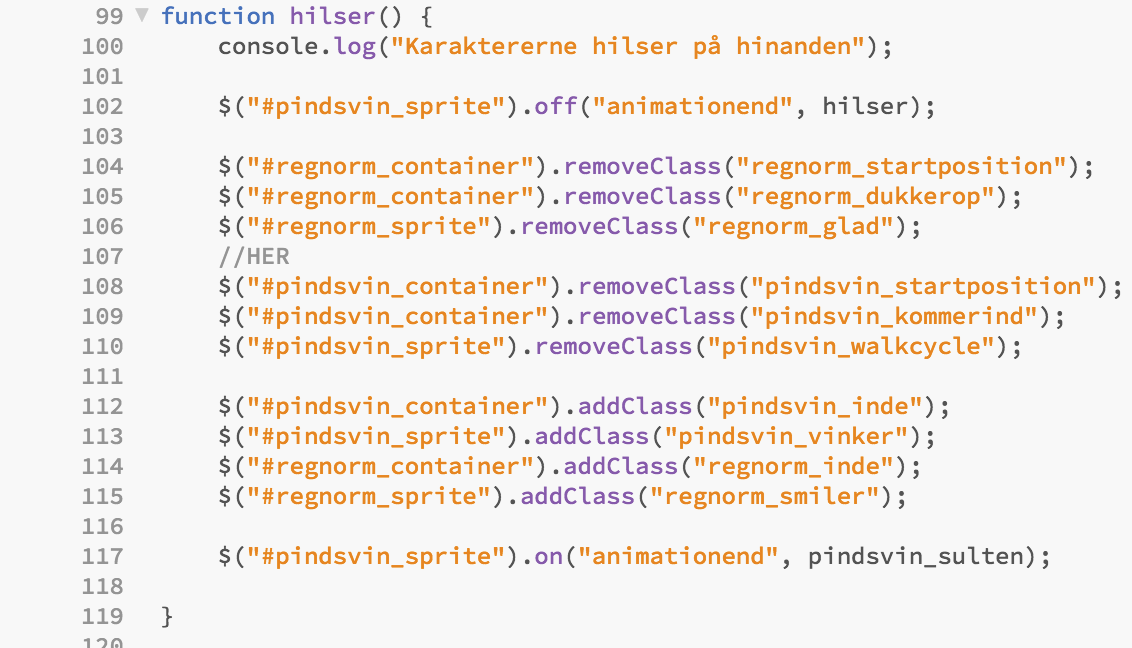 99 function hilser() {
100 console.log("Karaktererne hilser på hinanden");
101
102 $("#pindsvin_sprite").off("animationend", hilser);
103
104 $("#regnorm_container").removeClass("regnorm_startposition");
105 $("#regnorm_container").removeClass("regnorm_dukkerop");
106 $("#regnorm_sprite").removeClass("regnorm_glad");
107 //HER
108 $("#pindsvin_container").removeClass("pindsvin_startposition");
109 $("#pindsvin_container").removeClass("pindsvin_kommerind");
110 $("#pindsvin_sprite").removeClass("pindsvin_walkcycle");
111
112 $("#pindsvin_container").addClass("pindsvin_inde");
113 $("#pindsvin_sprite").addClass("pindsvin_vinker");
114 $("#regnorm_container").addClass("regnorm_inde");
115 $("#regnorm_sprite").addClass("regnorm_smiler");
116
117 $("#pindsvin_sprite").on("animationend", pindsvin_sulten);
118
119 }
120